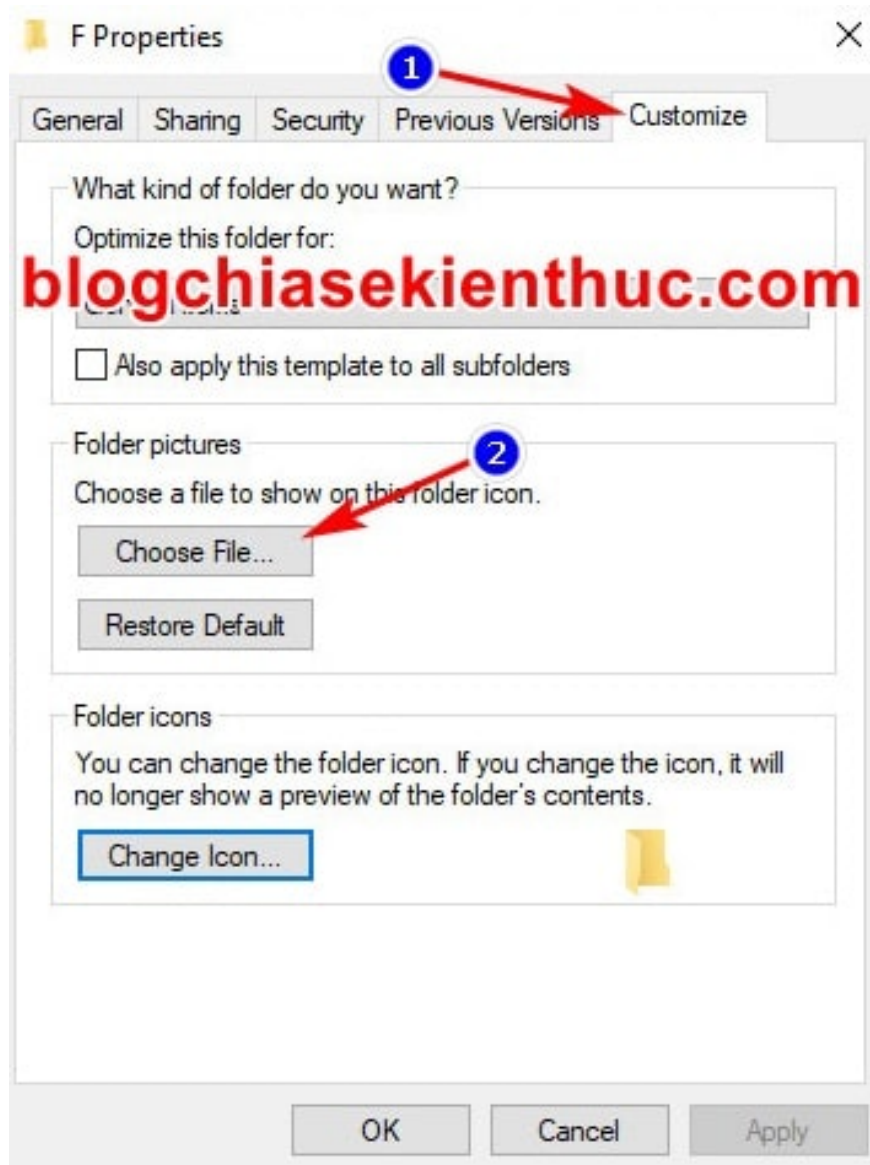 F Properties
1
General Sharing Security Previous Versions Customize
What kind of folder do you want?
Optimize this folder for:
blogchiasekienthuc.com
Also apply this template to all subfolders
Folder pictures
2
Choose a file to show on this folder icon.
Choose File...
Restore Default
Folder icons
You can change the folder icon. If you change the icon, it will
no longer show a preview of the folder's contents.
Change Icon...
OK Cancel Apply